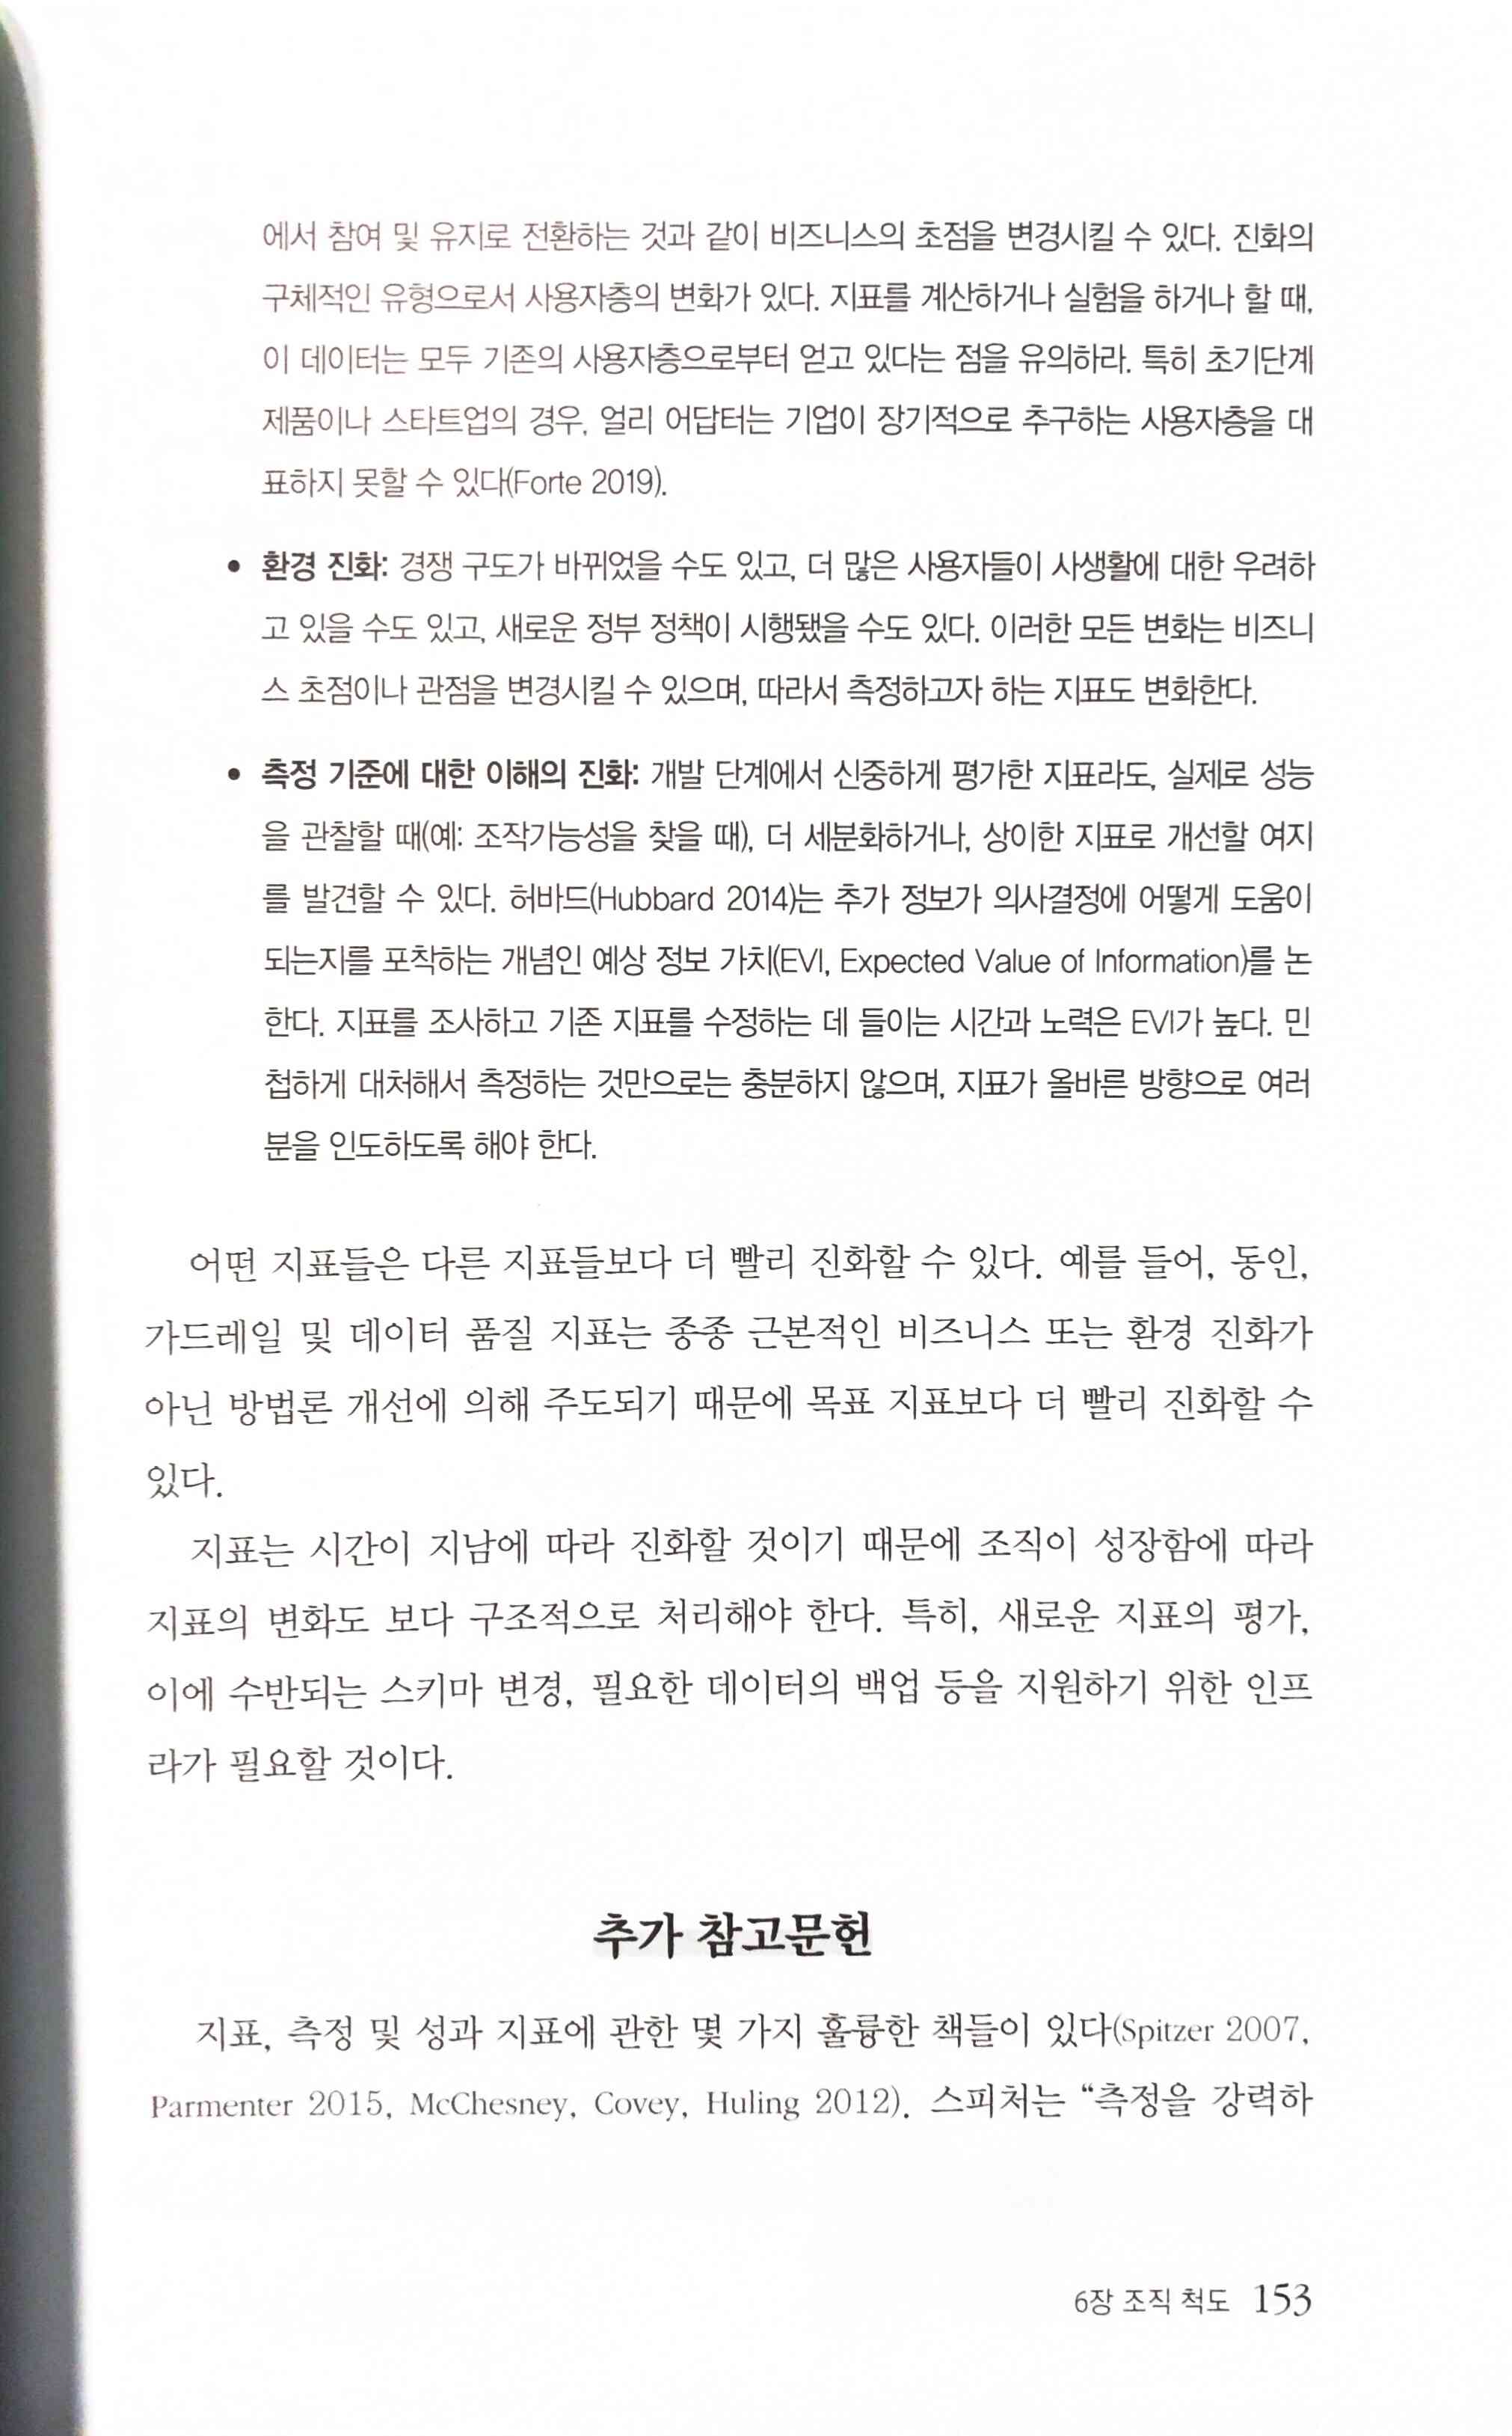 에서 참여 및 유지로 전환하는 것과 같이 비즈니스의 초점을 변경시킬 수 있다. 진화의
구체적인 유형으로서 사용자층의 변화가 있다. 지표를 계산하거나 실험을 하거나 할 때,
이 데이터는 모두 기존의 사용자층으로부터 얻고 있다는 점을 유의하라. 특히 초기단계
제품이나 스타트업의 경우, 얼리 어답터는 기업이 장기적으로 추구하는 사용자층을 대
표하지 못할 수 있다(Forte 2019).
• 환경 진화: 경쟁 구도가 바뀌었을 수도 있고, 더 많은 사용자들이 사생활에 대한 우려하
고 있을 수도 있고, 새로운 정부 정책이 시행됐을 수도 있다. 이러한 모든 변화는 비즈니
스 초점이나 관점을 변경시킬 수 있으며, 따라서 측정하고자 하는 지표도 변화한다.
• 측정 기준에 대한 이해의 진화: 개발 단계에서 신중하게 평가한 지표라도, 실제로 성능
을 관찰할 때(예: 조작가능성을 찾을 때), 더 세분화하거나, 상이한 지표로 개선할 여지
를 발견할 수 있다. 허바드(Hubbard 2014)는 추가 정보가 의사결정에 어떻게 도움이
되는지를 포착하는 개념인 예상 정보 가치(EVI, Expected Value of Information)를 논
한다. 지표를 조사하고 기존 지표를 수정하는 데 들이는 시간과 노력은 EVI가 높다. 민
첩하게 대처해서 측정하는 것만으로는 충분하지 않으며, 지표가 올바른 방향으로 여러
분을 인도하도록 해야 한다.
어떤 지표들은 다른 지표들보다 더 빨리 진화할 수 있다. 예를 들어, 동인,
가드레일 및 데이터 품질 지표는 종종 근본적인 비즈니스 또는 환경 진화가
아닌 방법론 개선에 의해 주도되기 때문에 목표 지표보다 더 빨리 진화할 수
있다.
지표는 시간이 지남에 따라 진화할 것이기 때문에 조직이 성장함에 따라
지표의 변화도 보다 구조적으로 처리해야 한다. 특히, 새로운 지표의 평가,
이에 수반되는 스키마 변경, 필요한 데이터의 백업 등을 지원하기 위한 인프
라가 필요할 것이다.
추가 참고문헌
지표, 측정 및 성과 지표에 관한 몇 가지 훌륭한 책들이 있다(Spitzer 2007,
Parmenter 2015, McChesney, Covey, Huling 2012). 스피처는 “측정을 강력하
6장 조직 척도 153